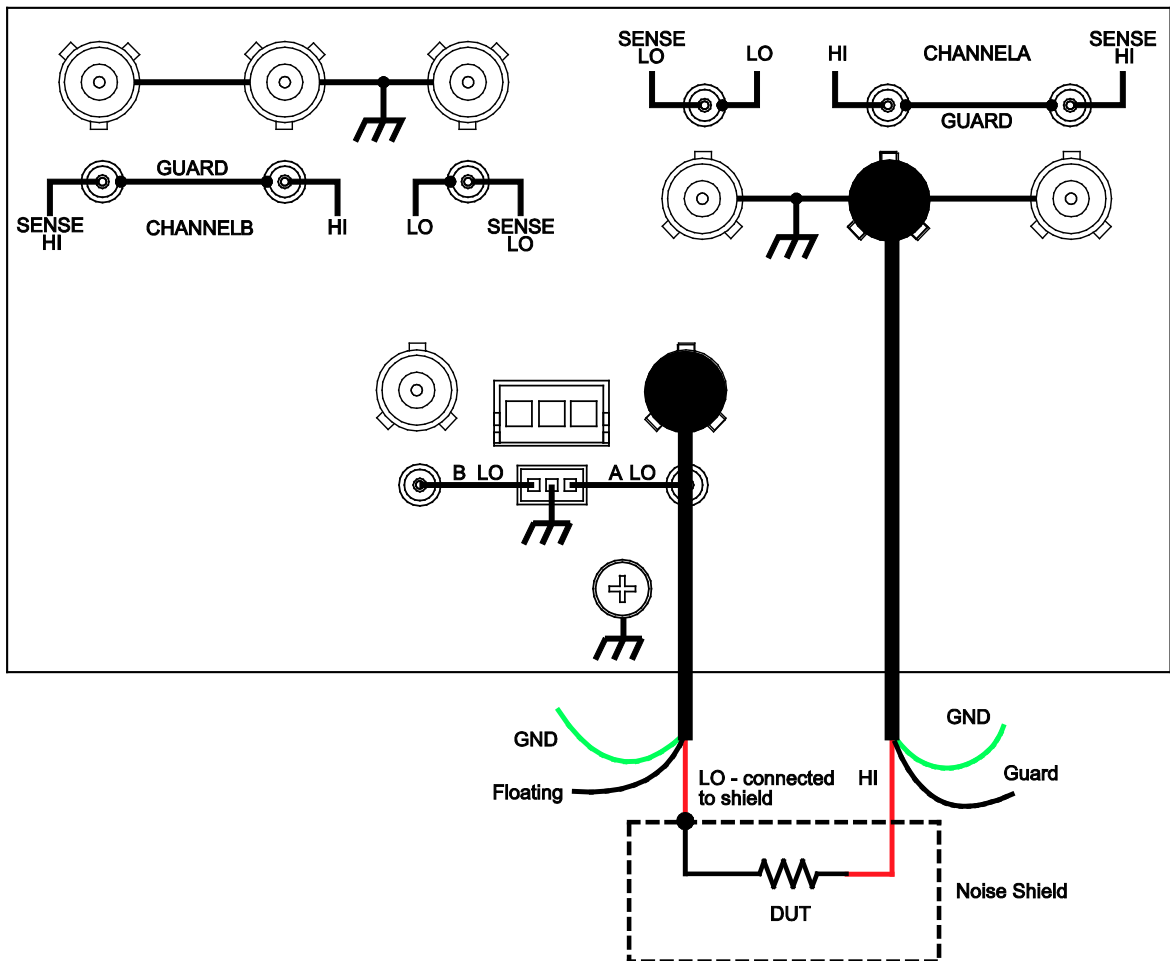 SENSE
LO
LO
HI
CHANNELA
SENSE
HI
GUARD
GUARD
SENSE
HI
CHANNELB
HI
LO
SENSE
LO
B LO
A LO
GND
Floating
LO - connected
to shield
HI
GND
Guard
DUT
Noise Shield